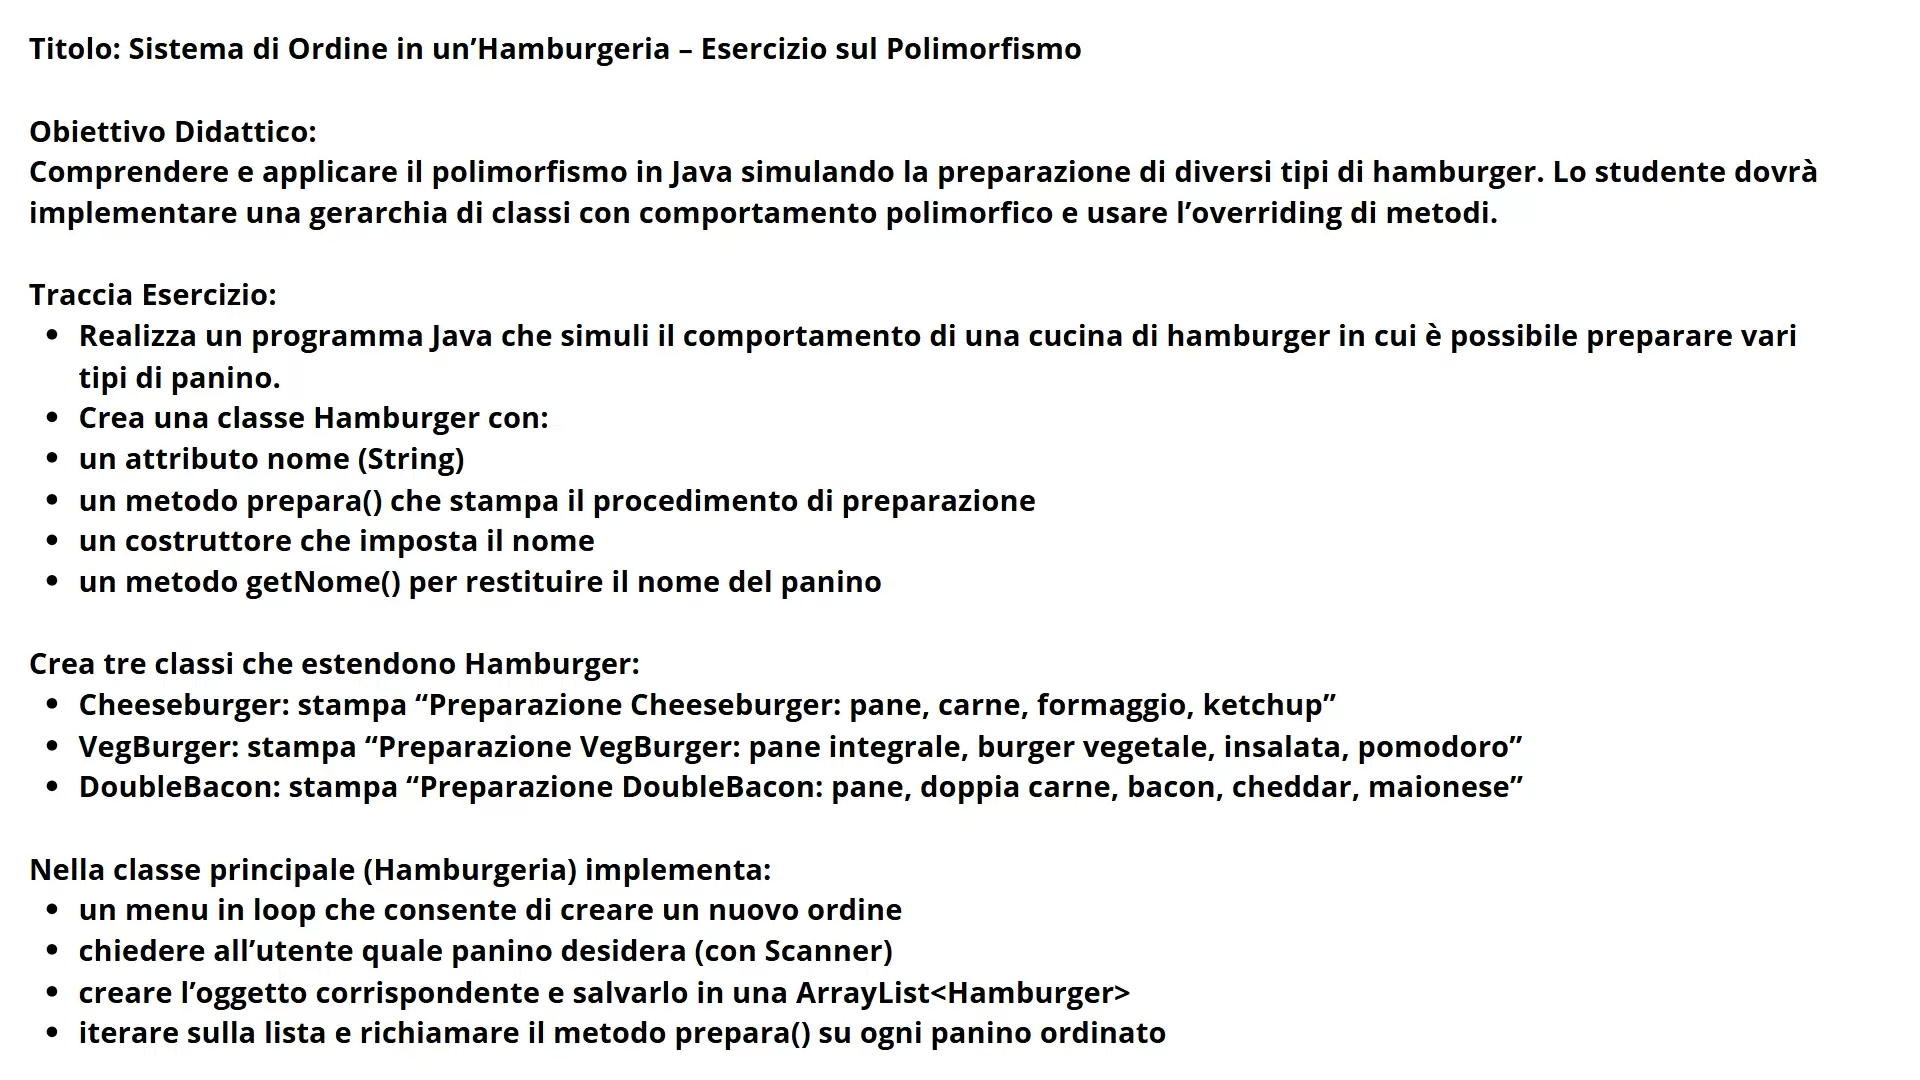 Titolo: Sistema di Ordine in un’Hamburgeria – Esercizio sul Polimorfismo
Obiettivo Didattico:
Comprendere e applicare il polimorfismo in Java simulando la preparazione di diversi tipi di hamburger. Lo studente dovrà
implementare una gerarchia di classi con comportamento polimorfico e usare l’overriding di metodi.
Traccia Esercizio:
• Realizza un programma Java che simuli il comportamento di una cucina di hamburger in cui è possibile preparare vari
tipi di panino.
• Crea una classe Hamburger con:
• un attributo nome (String)
• un metodo prepara() che stampa il procedimento di preparazione
• un costruttore che imposta il nome
• un metodo getNome() per restituire il nome del panino
Crea tre classi che estendono Hamburger:
• Cheeseburger: stampa “Preparazione Cheeseburger: pane, carne, formaggio, ketchup”
• VegBurger: stampa “Preparazione VegBurger: pane integrale, burger vegetale, insalata, pomodoro”
• DoubleBacon: stampa “Preparazione DoubleBacon: pane, doppia carne, bacon, cheddar, maionese”
Nella classe principale (Hamburgeria) implementa:
• un menu in loop che consente di creare un nuovo ordine
• chiedere all’utente quale panino desidera (con Scanner)
• creare l’oggetto corrispondente e salvarlo in una ArrayList<Hamburger>
• iterare sulla lista e richiamare il metodo prepara() su ogni panino ordinato